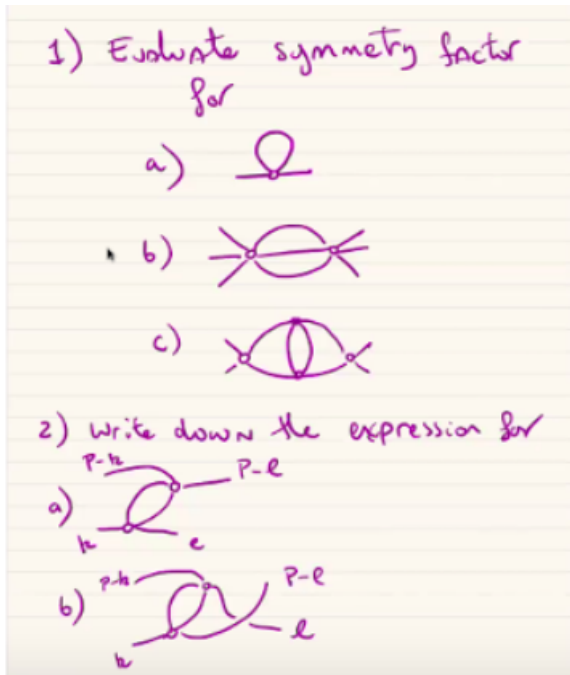 1) Evaluate symmetry factor
for
a)
b)
c)
2) write down the expression for
P-k
P-l
a)
k
l
P-k
P-l
b)
l
k